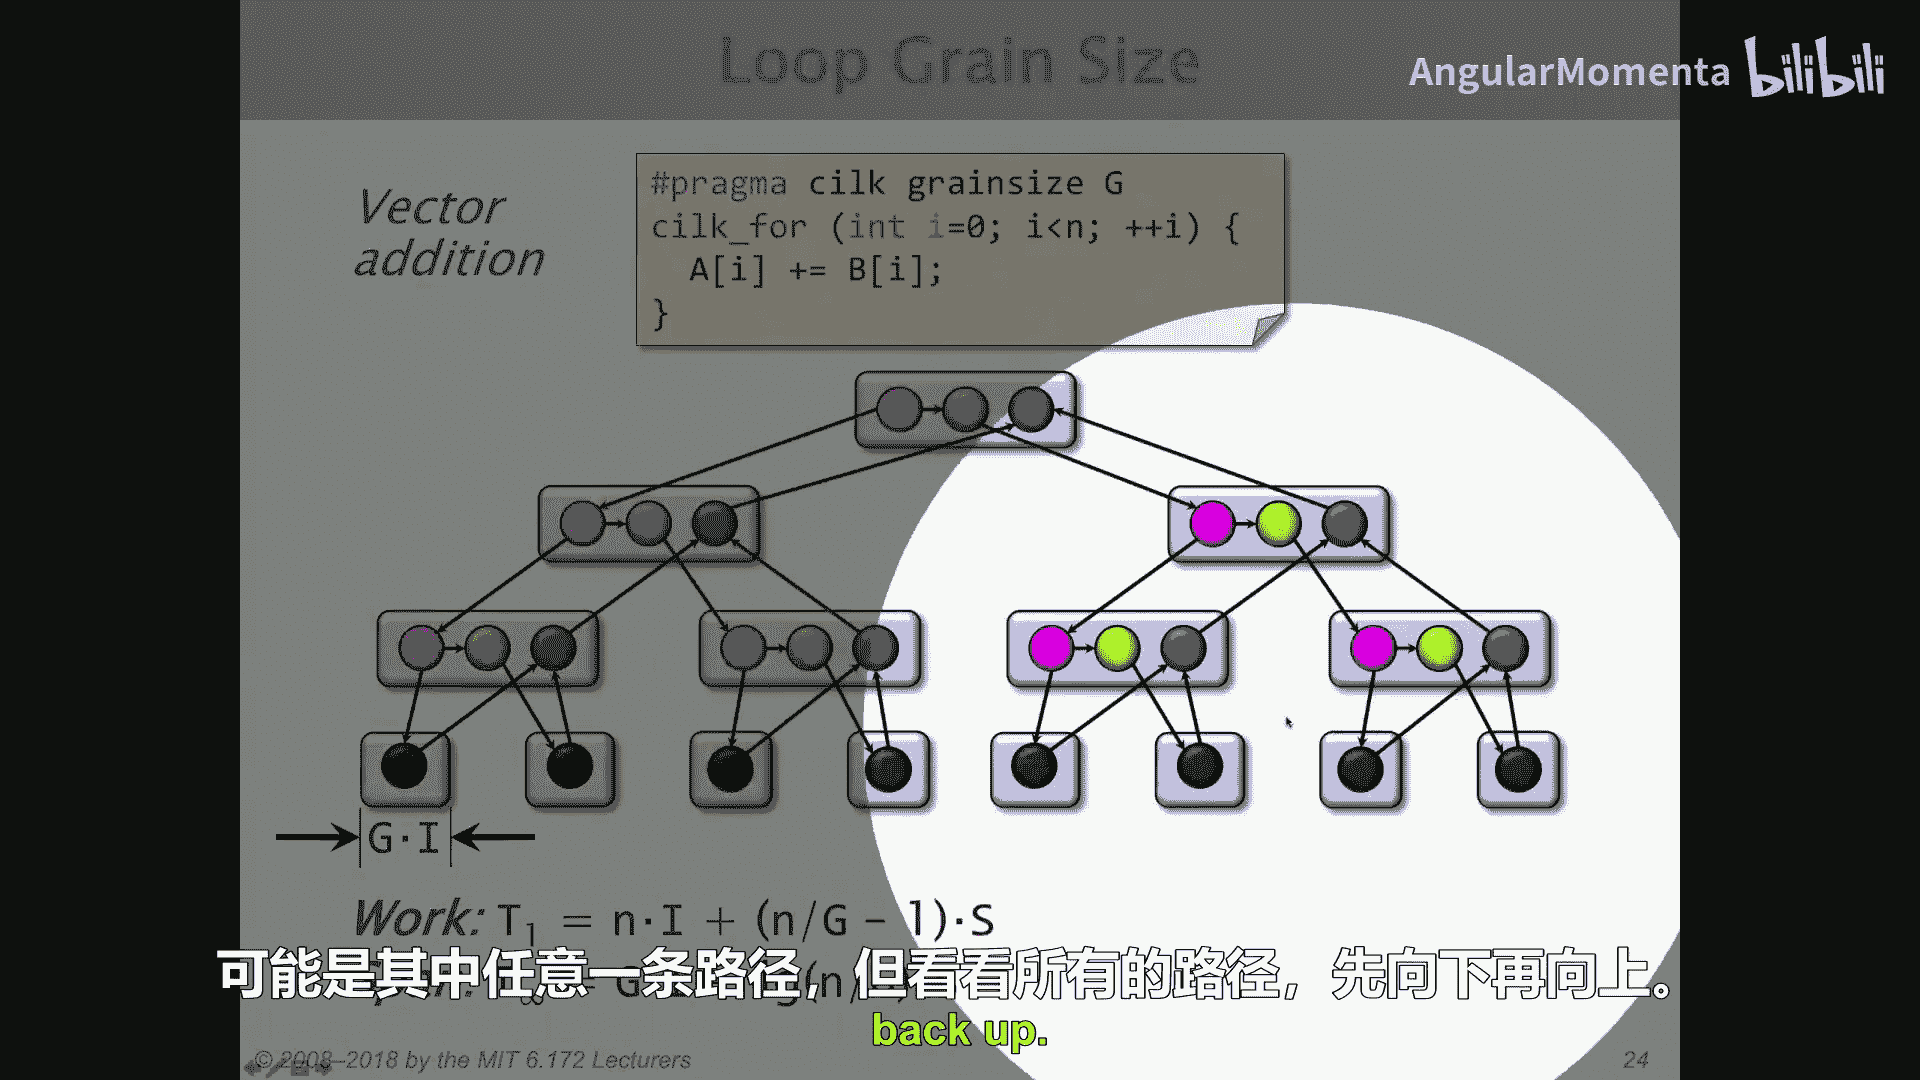 Loop Grain Size
AngularMomenta bilibili
Vector
addition
#pragma cilk grainsize G
cilk_for (int i=0; i<n; ++i) {
A[i] += B[i];
}
G·I
Work: T1 = n·I + (n/G – 1)·S
可能是其中任意一条路径，但看看所有的路径，先向下再向上。
back up.
© 2008–2018 by the MIT 6.172 Lecturers
24